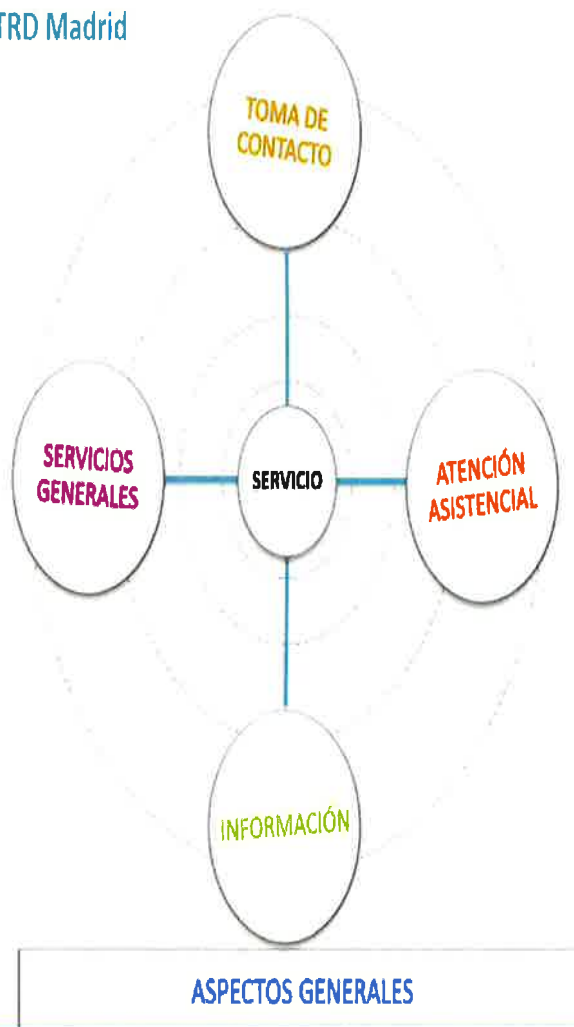 TRD Madrid
TOMA DE
CONTACTO
SERVICIOS
GENERALES
SERVICIO
ATENCIÓN
ASISTENCIAL
INFORMACIÓN
ASPECTOS GENERALES